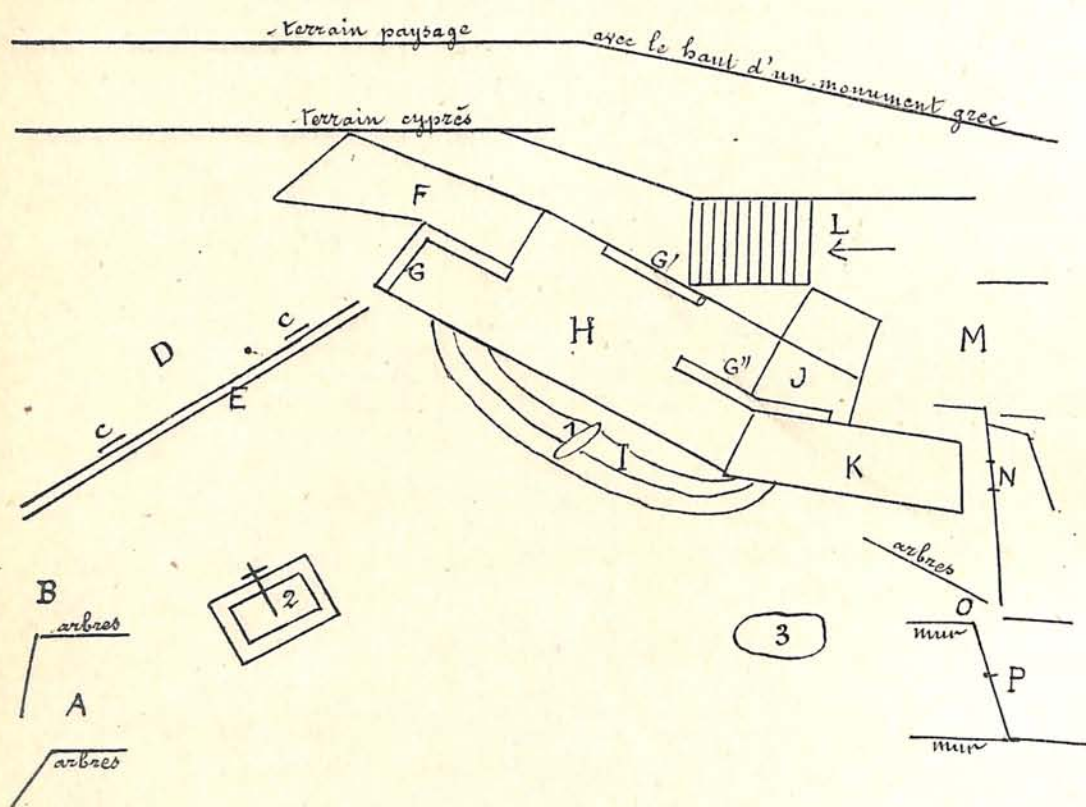 terrain paysage
avec le haut d'un monument grec
terrain cyprès
F
L
G
G'
H
M
D
c
E
G"
J
c
1
I
K
N
arbres
B
2
O
arbres
mur
3
A
P
arbres
mur